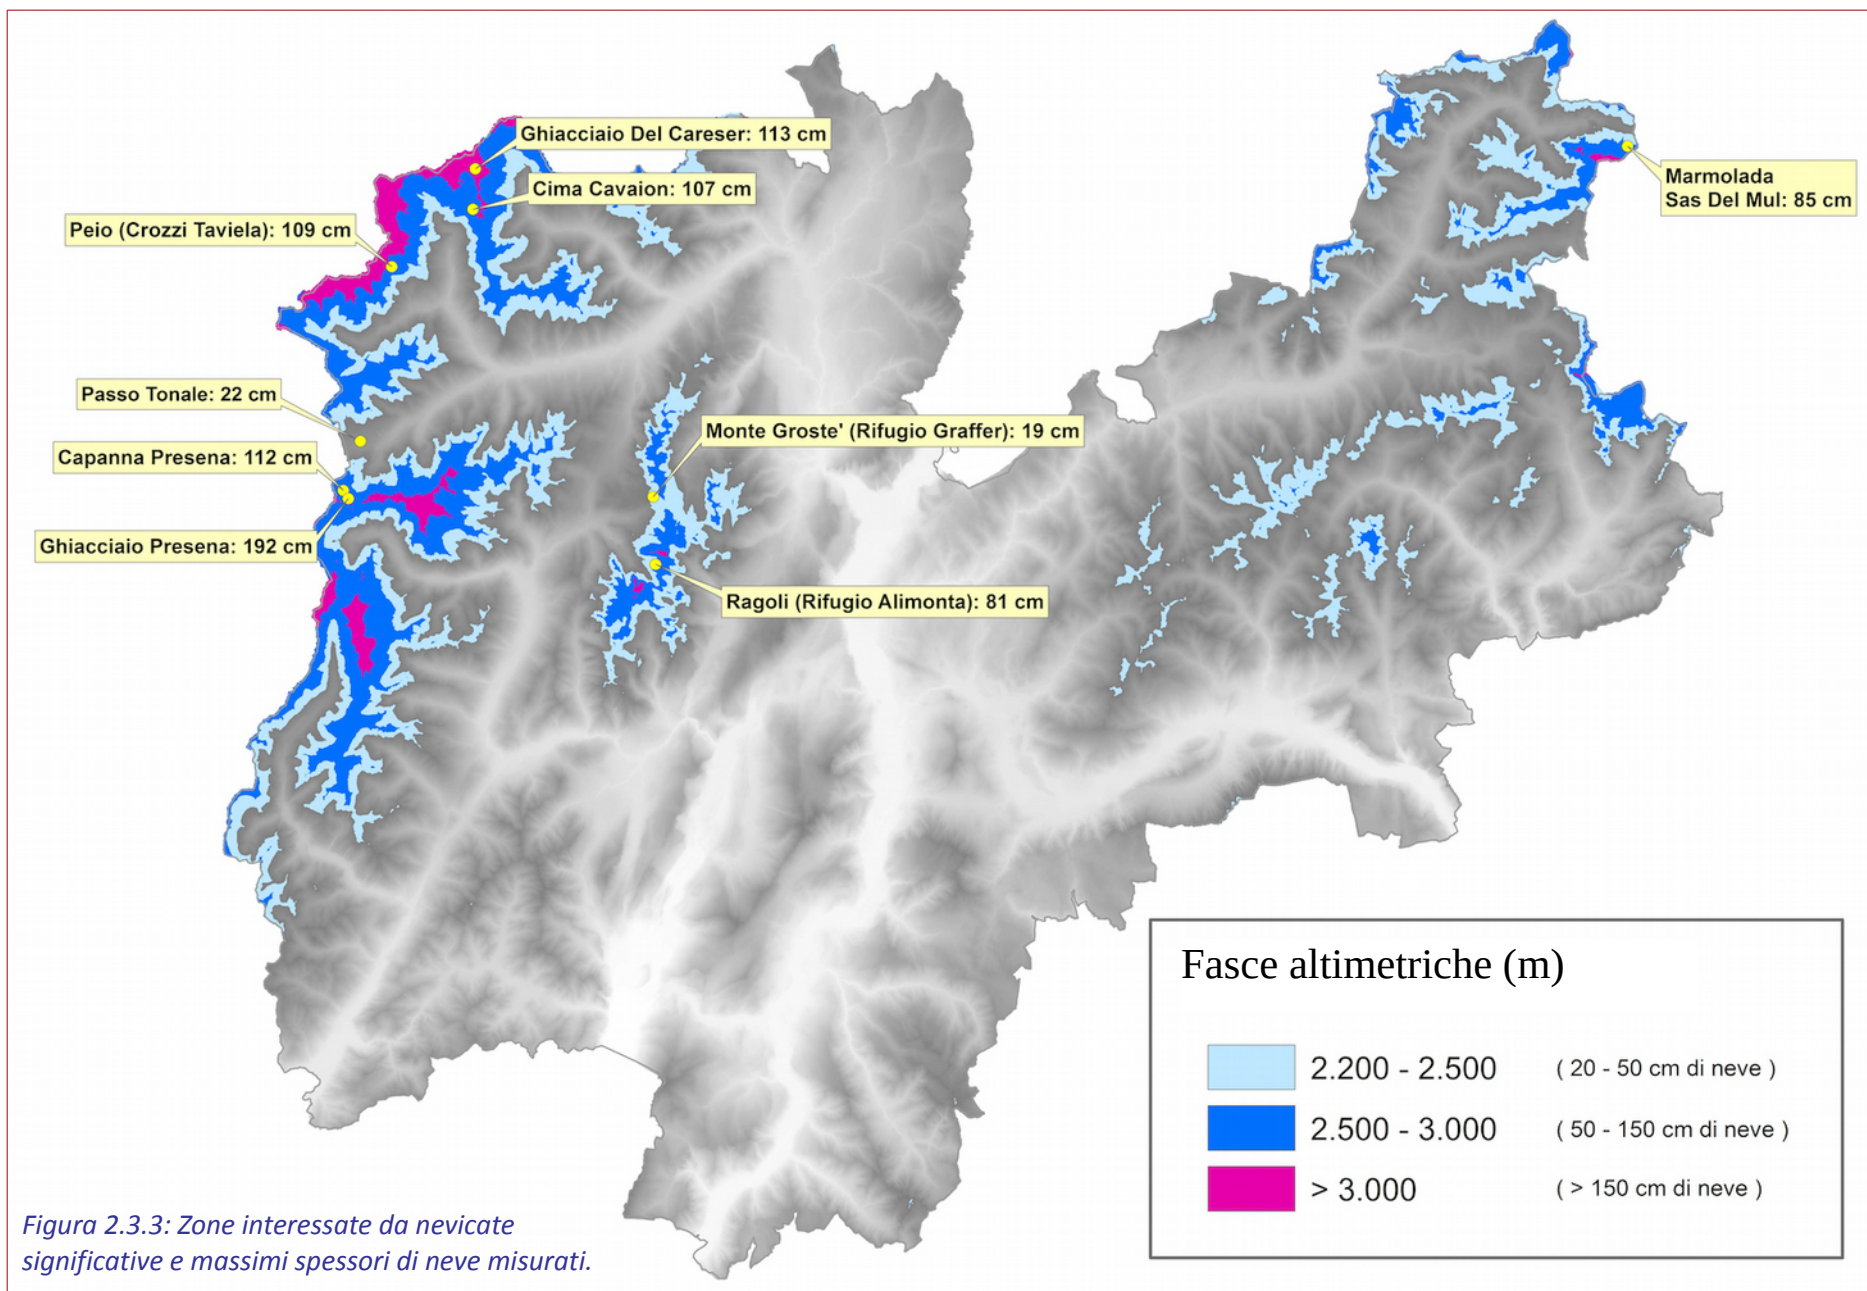 Ghiacciaio Del Careser: 113 cm
Cima Cavaion: 107 cm
Peio (Crozzi Taviela): 109 cm
Marmolada
Sas Del Mul: 85 cm
Passo Tonale: 22 cm
Monte Groste' (Rifugio Graffer): 19 cm
Capanna Presena: 112 cm
Ghiacciaio Presena: 192 cm
Ragoli (Rifugio Alimonta): 81 cm
Fasce altimetriche (m)
2.200 - 2.500 ( 20 - 50 cm di neve )
2.500 - 3.000 ( 50 - 150 cm di neve )
> 3.000 ( > 150 cm di neve )
Figura 2.3.3: Zone interessate da nevicate
significative e massimi spessori di neve misurati.